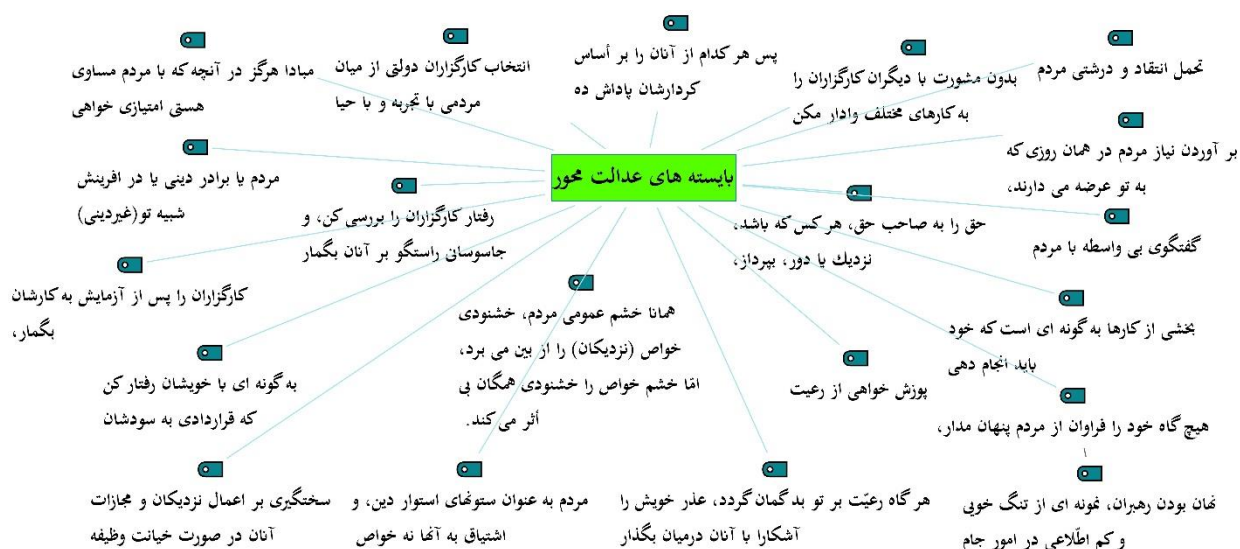 تحمل انتقاد و درشتی مردم
بدون مشورت با دیگران کارگزاران را
به کارهای مختلف وادار مکن
پس هر کدام از آنان را بر أساس
کردارشان پاداش ده
انتخاب کارگزاران دولتی از میان
مردمی با تجربه و با حیا
مبادا هرگز در آنچه که با مردم مساوی
هستی امتیازی خواهی
بر آوردن نیاز مردم در همان روزی که
به تو عرضه می دارند،
بایسته های عدالت محور
مردم یا برادر دینی یا در افرینش
شبیه تو(غیردینی)
حق را به صاحب حق، هر کس که باشد،
نزدیك یا دور، بپرداز،
رفتار کارگزاران را بررسی کن، و
جاسوسانی راستگو بر آنان بگمار
گفتگوی بی واسطه با مردم
کارگزاران را پس از آزمایش به کارشان
بگمار،
همانا خشم عمومی مردم، خشنودی
خواص (نزدیکان) را از بین می برد،
امّا خشم خواص را خشنودی همگان بی
أثر می کند.
بخشی از کارها به گونه ای است که خود
باید انجام دهی
پوزش خواهی از رعیت
به گونه ای با خویشان رفتار کن
که قراردادی به سودشان
هیچ گاه خود را فراوان از مردم پنهان مدار،
نهان بودن رهبران، نمونه ای از تنگ خویی
و کم اطّلاعی در امور جام
هر گاه رعیّت بر تو بد گمان گردد، عذر خویش را
آشکارا با آنان درمیان بگذار
مردم به عنوان ستونهای استوار دین، و
اشتیاق به آنها نه خواص
سختگیری بر اعمال نزدیکان و مجازات
آنان در صورت خیانت وظیفه